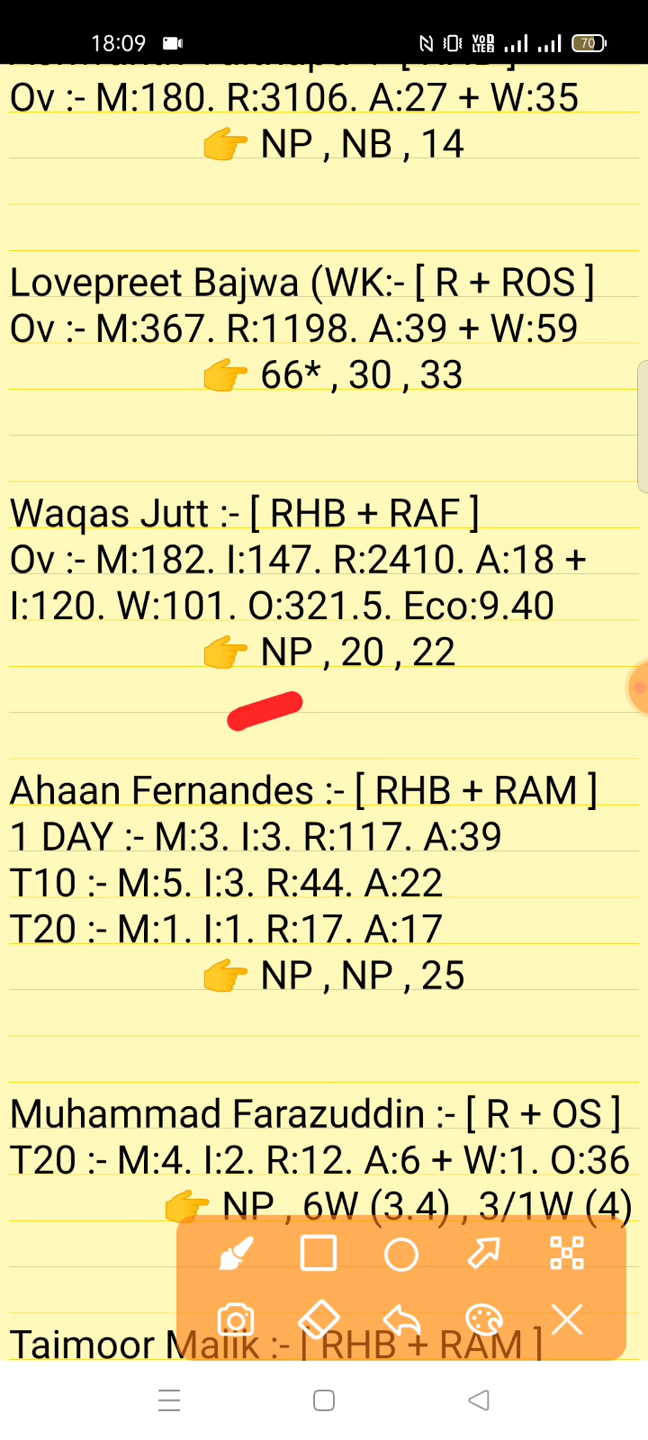 18:09 VoD LTE2 70
Ov :- M:180. R:3106. A:27 + W:35
👉 NP , NB , 14
Lovepreet Bajwa (WK:- [ R + ROS ]
Ov :- M:367. R:1198. A:39 + W:59
👉 66* , 30 , 33
Waqas Jutt :- [ RHB + RAF ]
Ov :- M:182. I:147. R:2410. A:18 +
I:120. W:101. O:321.5. Eco:9.40
👉 NP , 20 , 22
Ahaan Fernandes :- [ RHB + RAM ]
1 DAY :- M:3. I:3. R:117. A:39
T10 :- M:5. I:3. R:44. A:22
T20 :- M:1. I:1. R:17. A:17
👉 NP , NP , 25
Muhammad Farazuddin :- [ R + OS ]
T20 :- M:4. I:2. R:12. A:6 + W:1. O:36
👉 NP , 6W (3.4) , 3/1W (4)
Taimoor Malik :- [ RHB + RAM ]